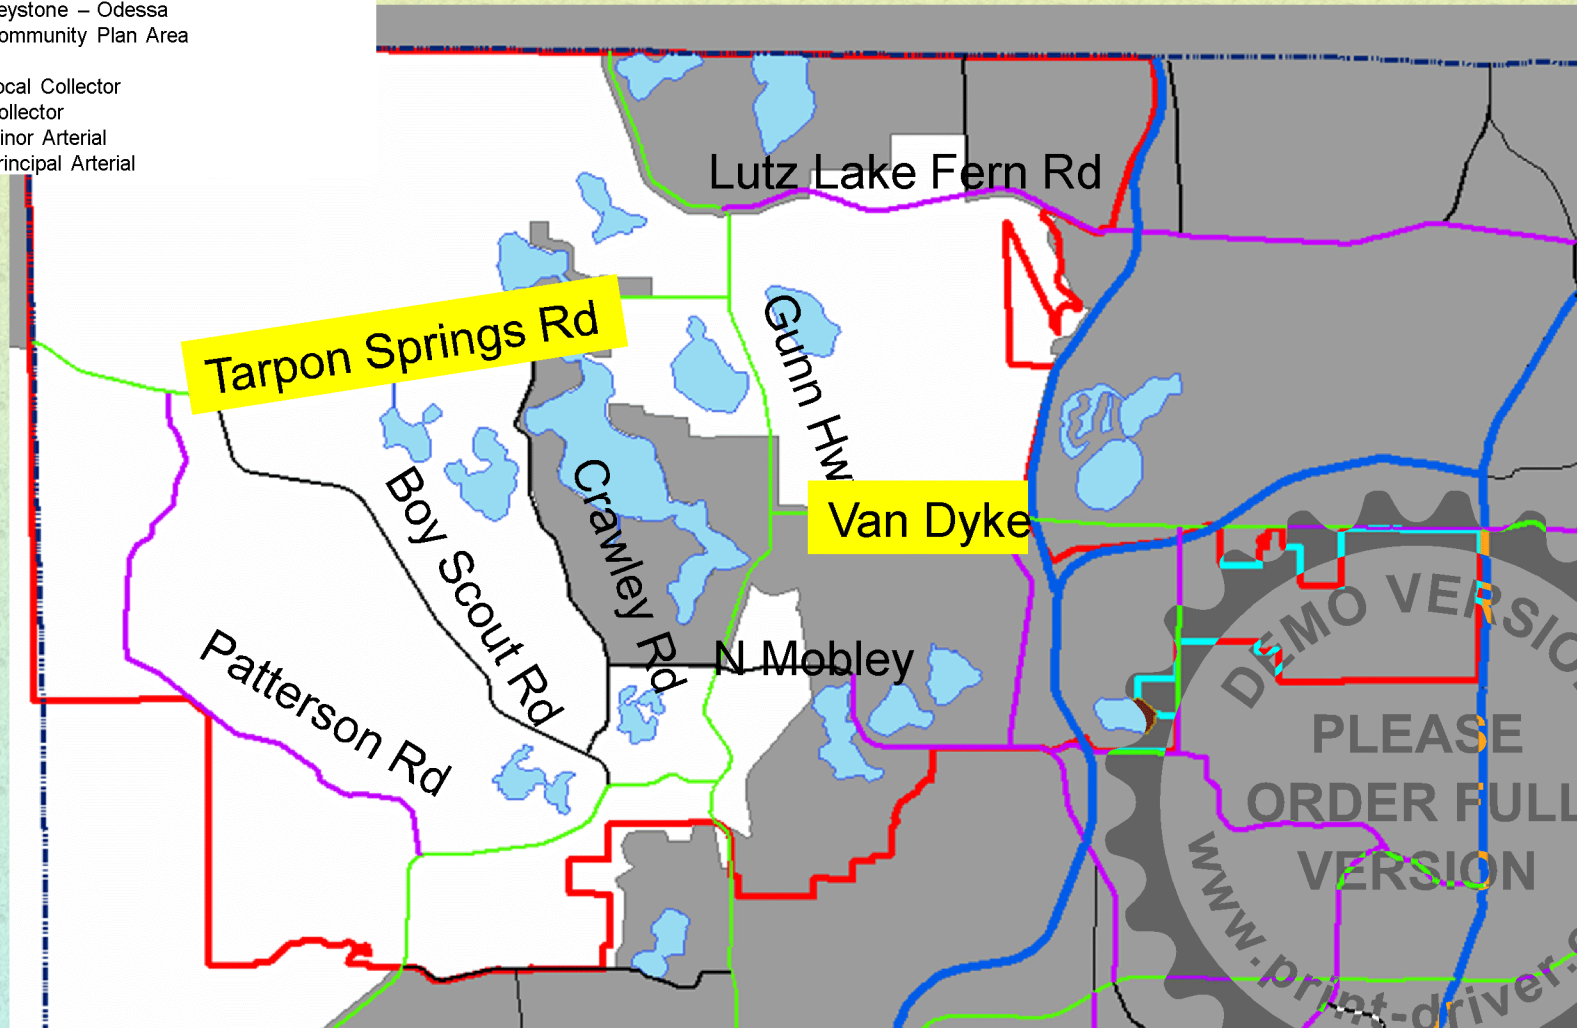 eystone – Odessa
ommunity Plan Area
ocal Collector
ollector
inor Arterial
rincipal Arterial
Lutz Lake Fern Rd
Tarpon Springs Rd
Gunn Hw
Van Dyke
Boy Scout Rd
Crawley Rd
N Mobley
Patterson Rd
DEMO VERSIO
PLEASE
ORDER FULL
VERSION
www.print-driver.c